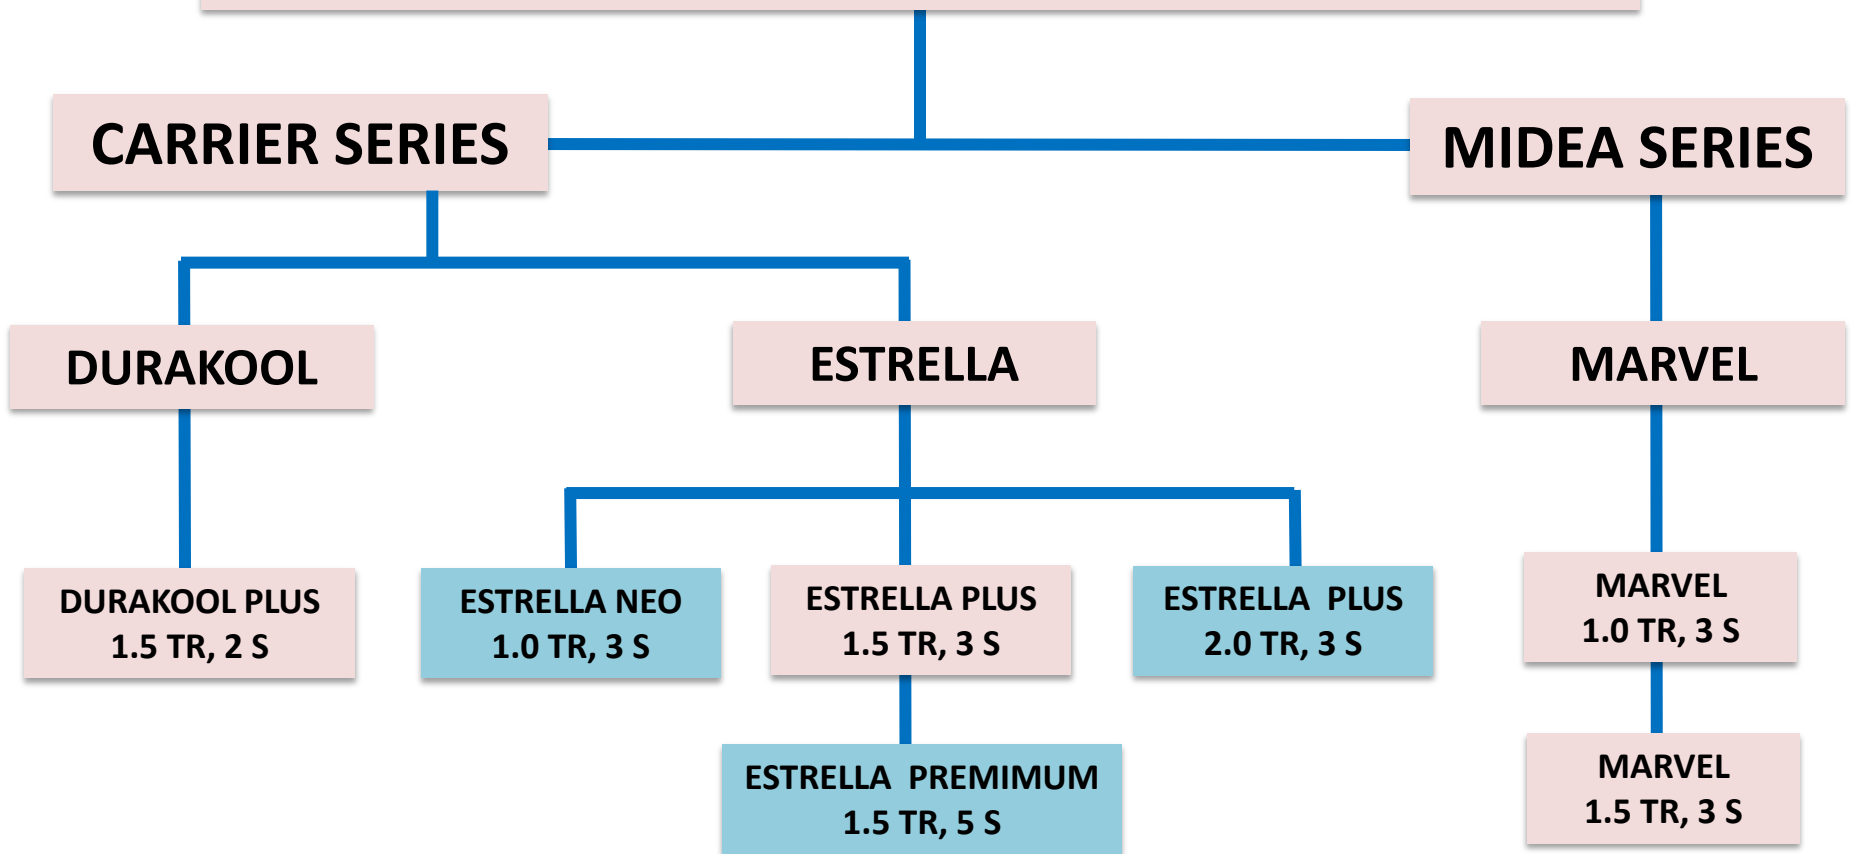 CARRIER SERIES
MIDEA SERIES
DURAKOOL
ESTRELLA
MARVEL
DURAKOOL PLUS
1.5 TR, 2 S
ESTRELLA NEO
1.0 TR, 3 S
ESTRELLA PLUS
1.5 TR, 3 S
ESTRELLA PLUS
2.0 TR, 3 S
MARVEL
1.0 TR, 3 S
ESTRELLA PREMIMUM
1.5 TR, 5 S
MARVEL
1.5 TR, 3 S